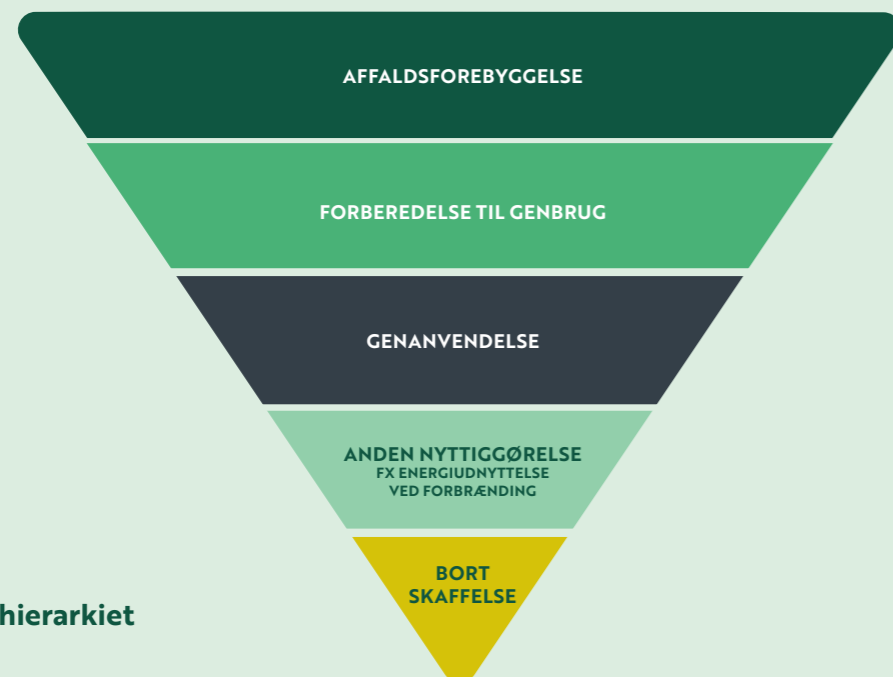 AFFALDSFOREBYGGELSE
FORBEREDELSE TIL GENBRUG
GENANVENDELSE
ANDEN NYTTIGGØRELSE
FX ENERGIUDNYTTELSE
VED FORBRÆNDING
BORT
SKAFFELSE
hierarkiet